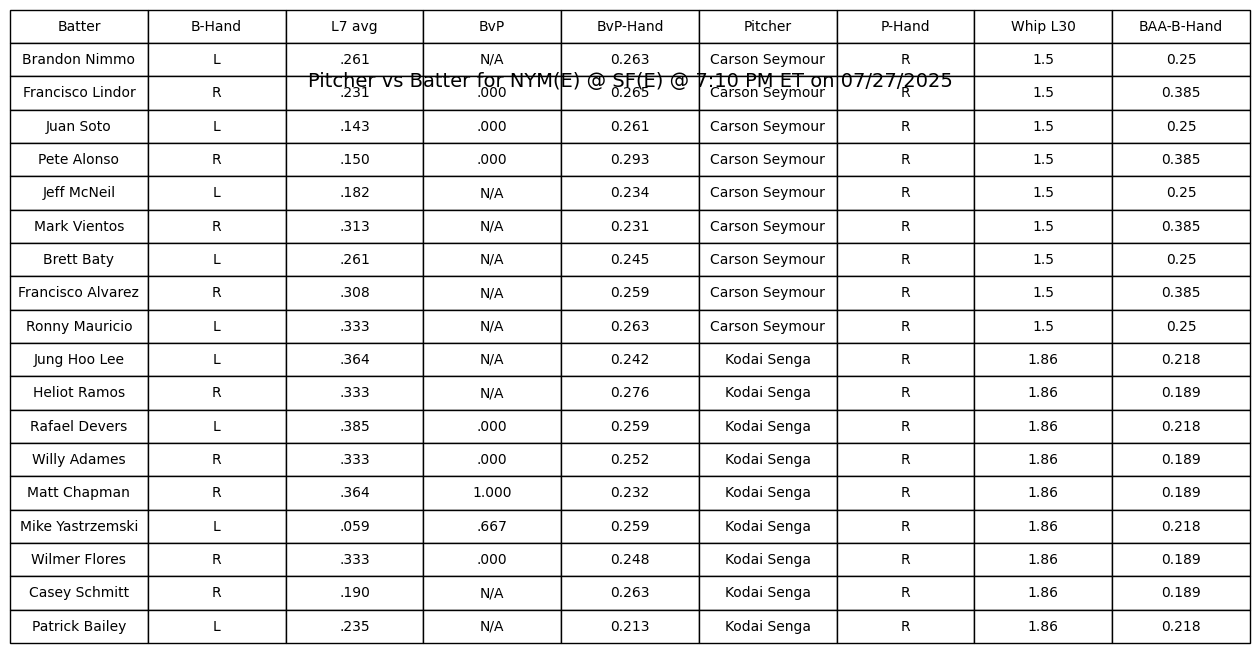 Batter B-Hand L7 avg BvP BvP-Hand Pitcher P-Hand Whip L30 BAA-B-Hand
Brandon Nimmo L .261 N/A 0.263 Carson Seymour R 1.5 0.25
Pitcher vs Batter for NYM(E) @ SF(E) @ 7:10 PM ET on 07/27/2025
Francisco Lindor R .231 .000 0.265 Carson Seymour R 1.5 0.385
Juan Soto L .143 .000 0.261 Carson Seymour R 1.5 0.25
Pete Alonso R .150 .000 0.293 Carson Seymour R 1.5 0.385
Jeff McNeil L .182 N/A 0.234 Carson Seymour R 1.5 0.25
Mark Vientos R .313 N/A 0.231 Carson Seymour R 1.5 0.385
Brett Baty L .261 N/A 0.245 Carson Seymour R 1.5 0.25
Francisco Alvarez R .308 N/A 0.259 Carson Seymour R 1.5 0.385
Ronny Mauricio L .333 N/A 0.263 Carson Seymour R 1.5 0.25
Jung Hoo Lee L .364 N/A 0.242 Kodai Senga R 1.86 0.218
Heliot Ramos R .333 N/A 0.276 Kodai Senga R 1.86 0.189
Rafael Devers L .385 .000 0.259 Kodai Senga R 1.86 0.218
Willy Adames R .333 .000 0.252 Kodai Senga R 1.86 0.189
Matt Chapman R .364 1.000 0.232 Kodai Senga R 1.86 0.189
Mike Yastrzemski L .059 .667 0.259 Kodai Senga R 1.86 0.218
Wilmer Flores R .333 .000 0.248 Kodai Senga R 1.86 0.189
Casey Schmitt R .190 N/A 0.263 Kodai Senga R 1.86 0.189
Patrick Bailey L .235 N/A 0.213 Kodai Senga R 1.86 0.218